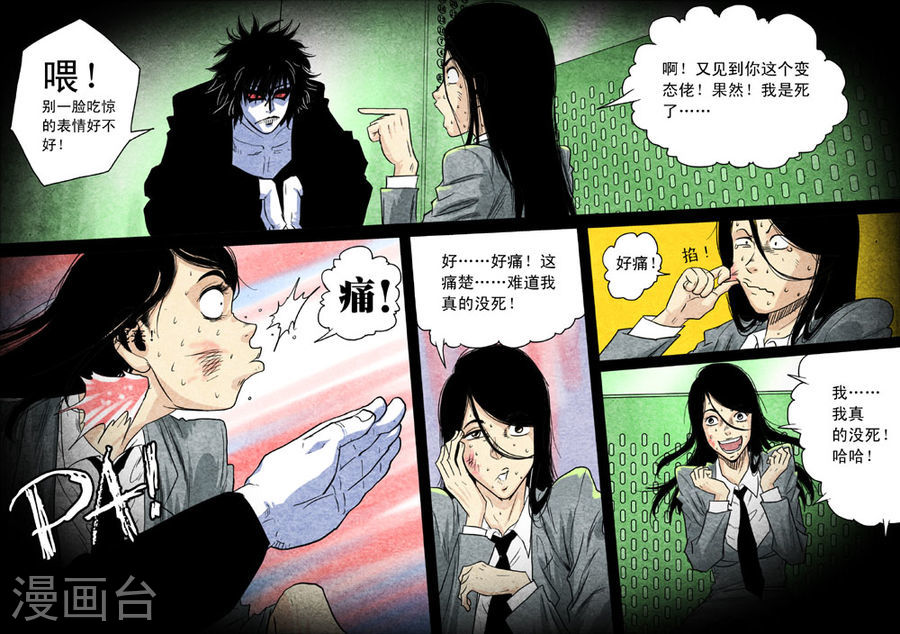 喂！
别一脸吃惊
的表情好不
好！
啊！又见到你这个变
态佬！果然！我是死
了……
痛！
PA!
好……好痛！这
痛楚……难道我
真的没死！
好痛！
掐！
我……
我真
的没死！
哈哈！
漫画台